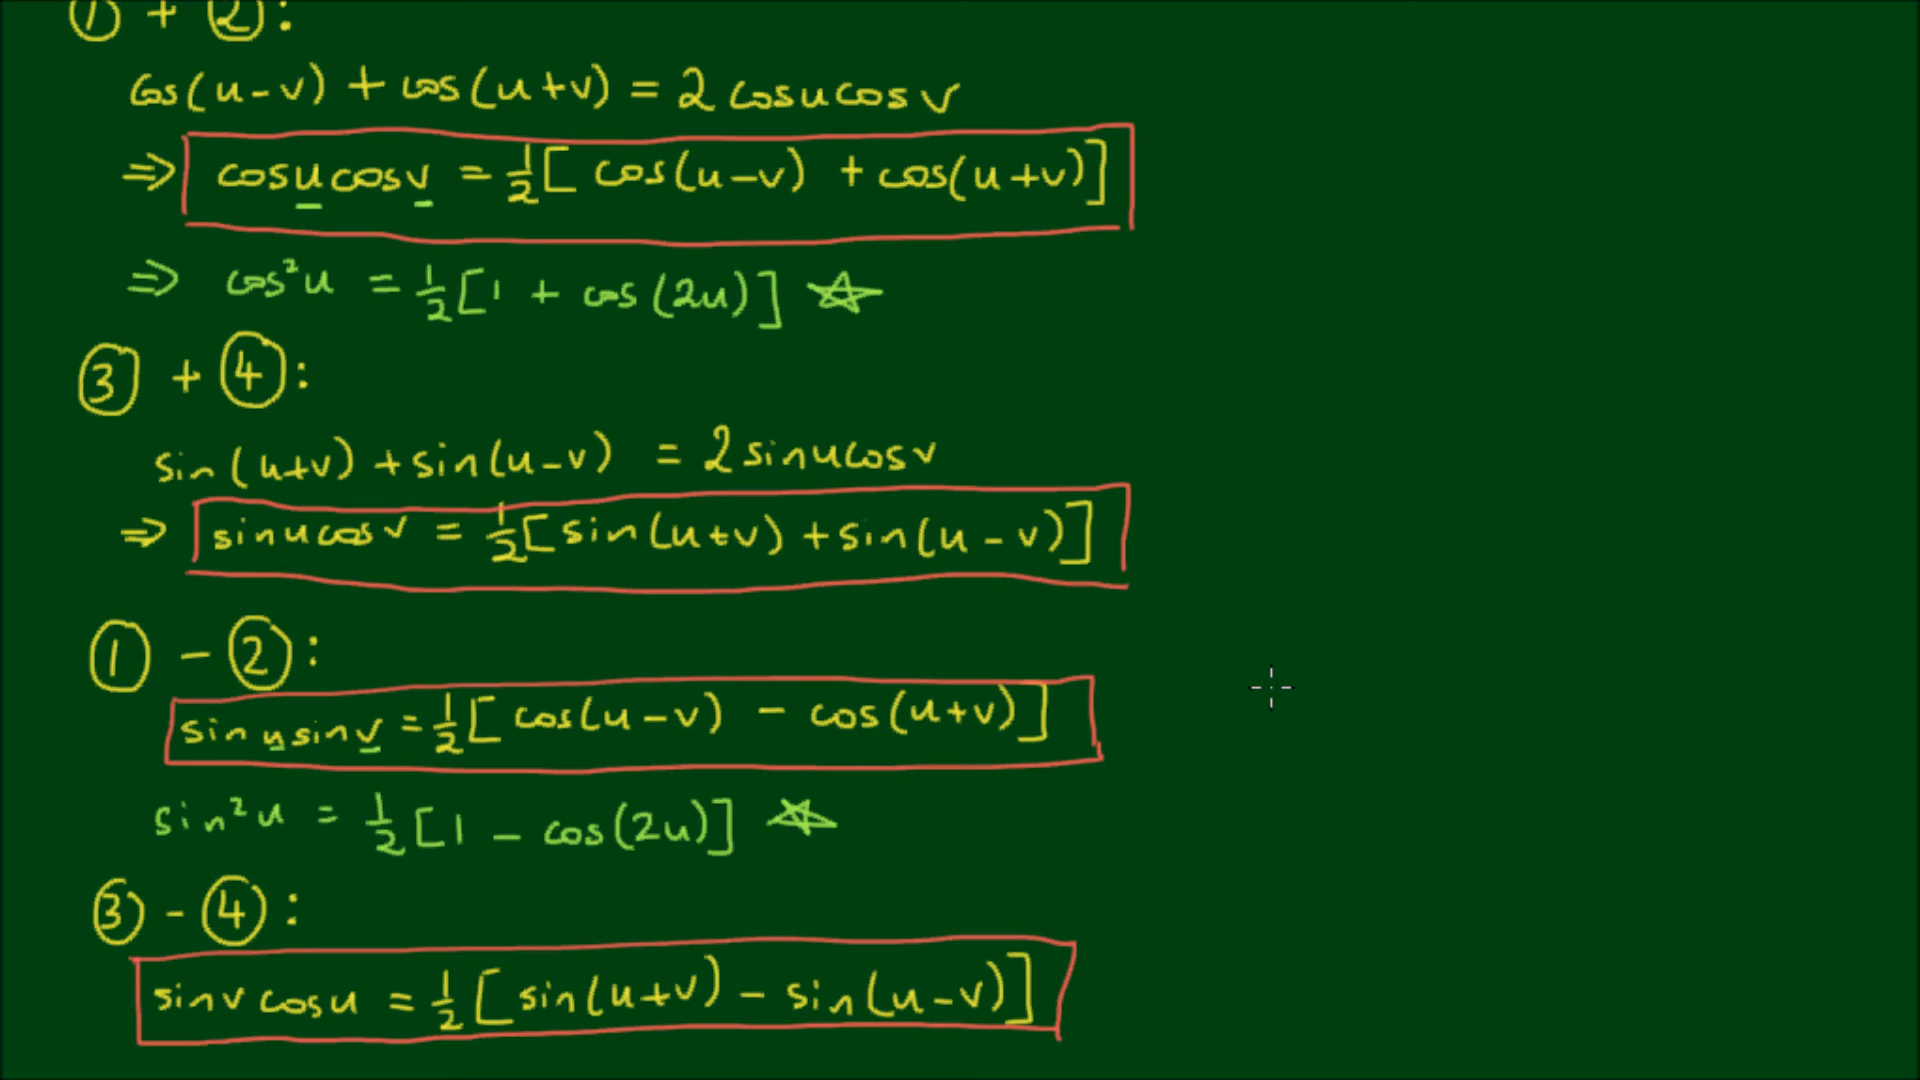 ① + ②:
cos(u-v) + cos(u+v) = 2 cosu cosv
⇒ cosu cosv = ½[cos(u-v) + cos(u+v)]
⇒ cos²u = ½[1 + cos(2u)] ☆
③ + ④:
sin(u+v) + sin(u-v) = 2 sinu cosv
⇒ sinu cosv = ½[sin(u+v) + sin(u-v)]
① - ②:
sinu sinv = ½[cos(u-v) - cos(u+v)]
sin²u = ½[1 - cos(2u)] ☆
③ - ④:
sinv cosu = ½[sin(u+v) - sin(u-v)]